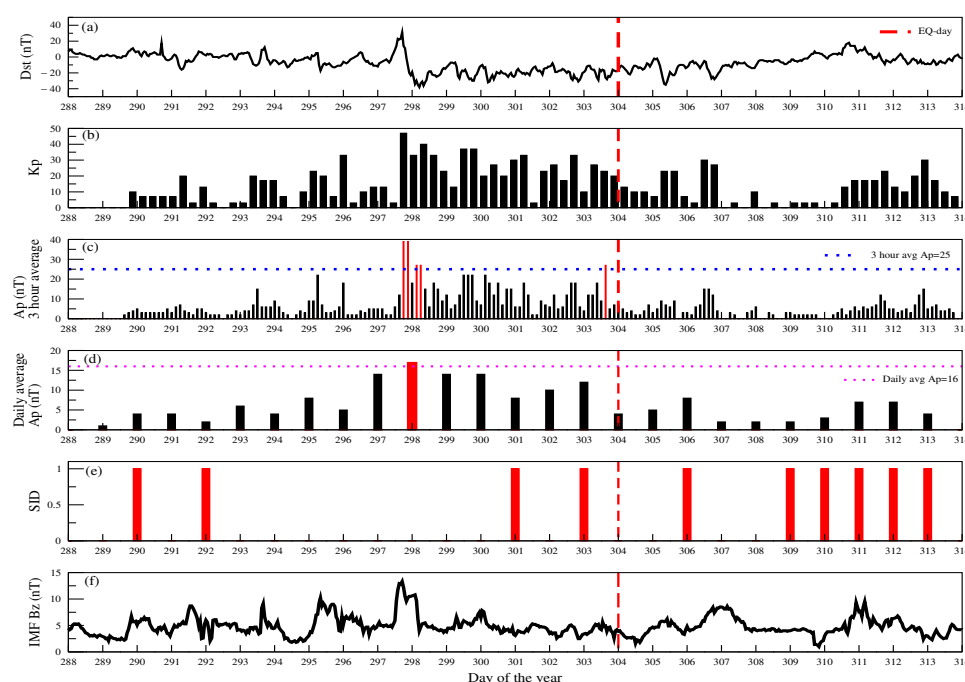 (a)
EQ-day
Dst (nT)
40
20
0
−20
−40
288 289 290 291 292 293 294 295 296 297 298 299 300 301 302 303 304 305 306 307 308 309 310 311 312 313 314
(b)
Kp
50
40
30
20
10
0
288 289 290 291 292 293 294 295 296 297 298 299 300 301 302 303 304 305 306 307 308 309 310 311 312 313 314
(c)
3 hour avg Ap=25
Ap (nT)
3 hour average
40
30
20
10
0
288 289 290 291 292 293 294 295 296 297 298 299 300 301 302 303 304 305 306 307 308 309 310 311 312 313 314
(d)
Daily avg Ap=16
Daily average
Ap (nT)
20
15
10
5
0
288 289 290 291 292 293 294 295 296 297 298 299 300 301 302 303 304 305 306 307 308 309 310 311 312 313 314
(e)
SID
1
0.5
0
288 289 290 291 292 293 294 295 296 297 298 299 300 301 302 303 304 305 306 307 308 309 310 311 312 313 314
(f)
IMF Bz (nT)
15
10
5
0
288 289 290 291 292 293 294 295 296 297 298 299 300 301 302 303 304 305 306 307 308 309 310 311 312 313 314
Day of the year